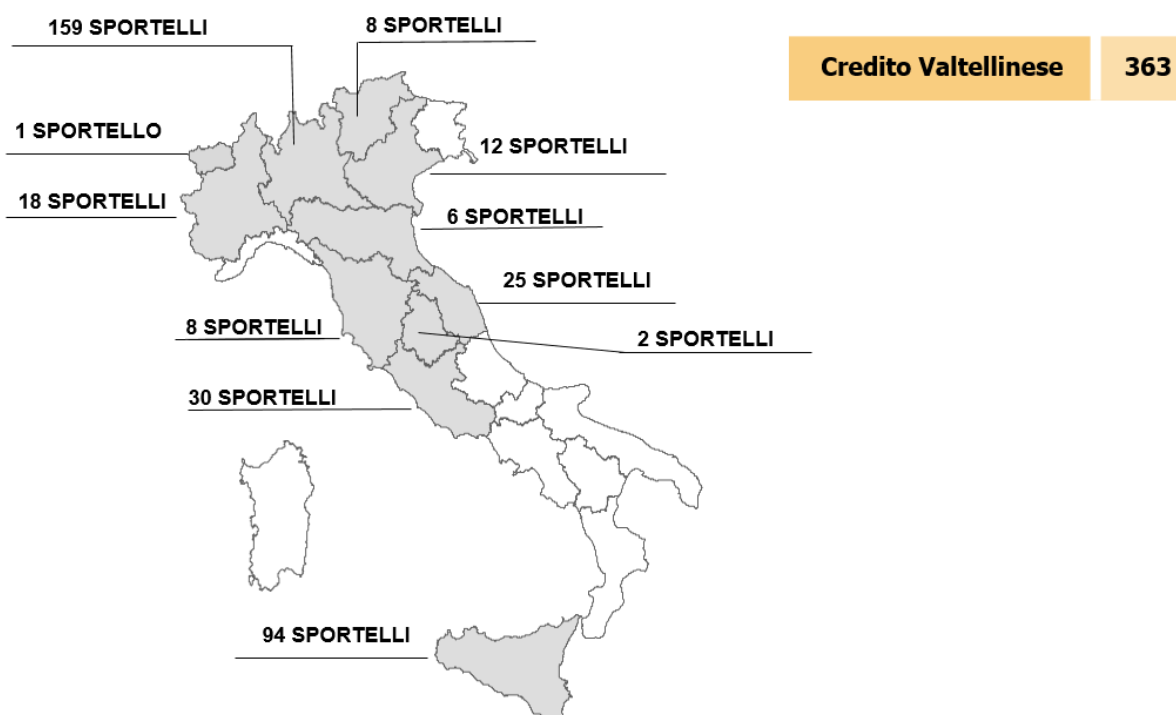 159 SPORTELLI
8 SPORTELLI
Credito Valtellinese 363
1 SPORTELLO
12 SPORTELLI
18 SPORTELLI
6 SPORTELLI
25 SPORTELLI
8 SPORTELLI
2 SPORTELLI
30 SPORTELLI
94 SPORTELLI